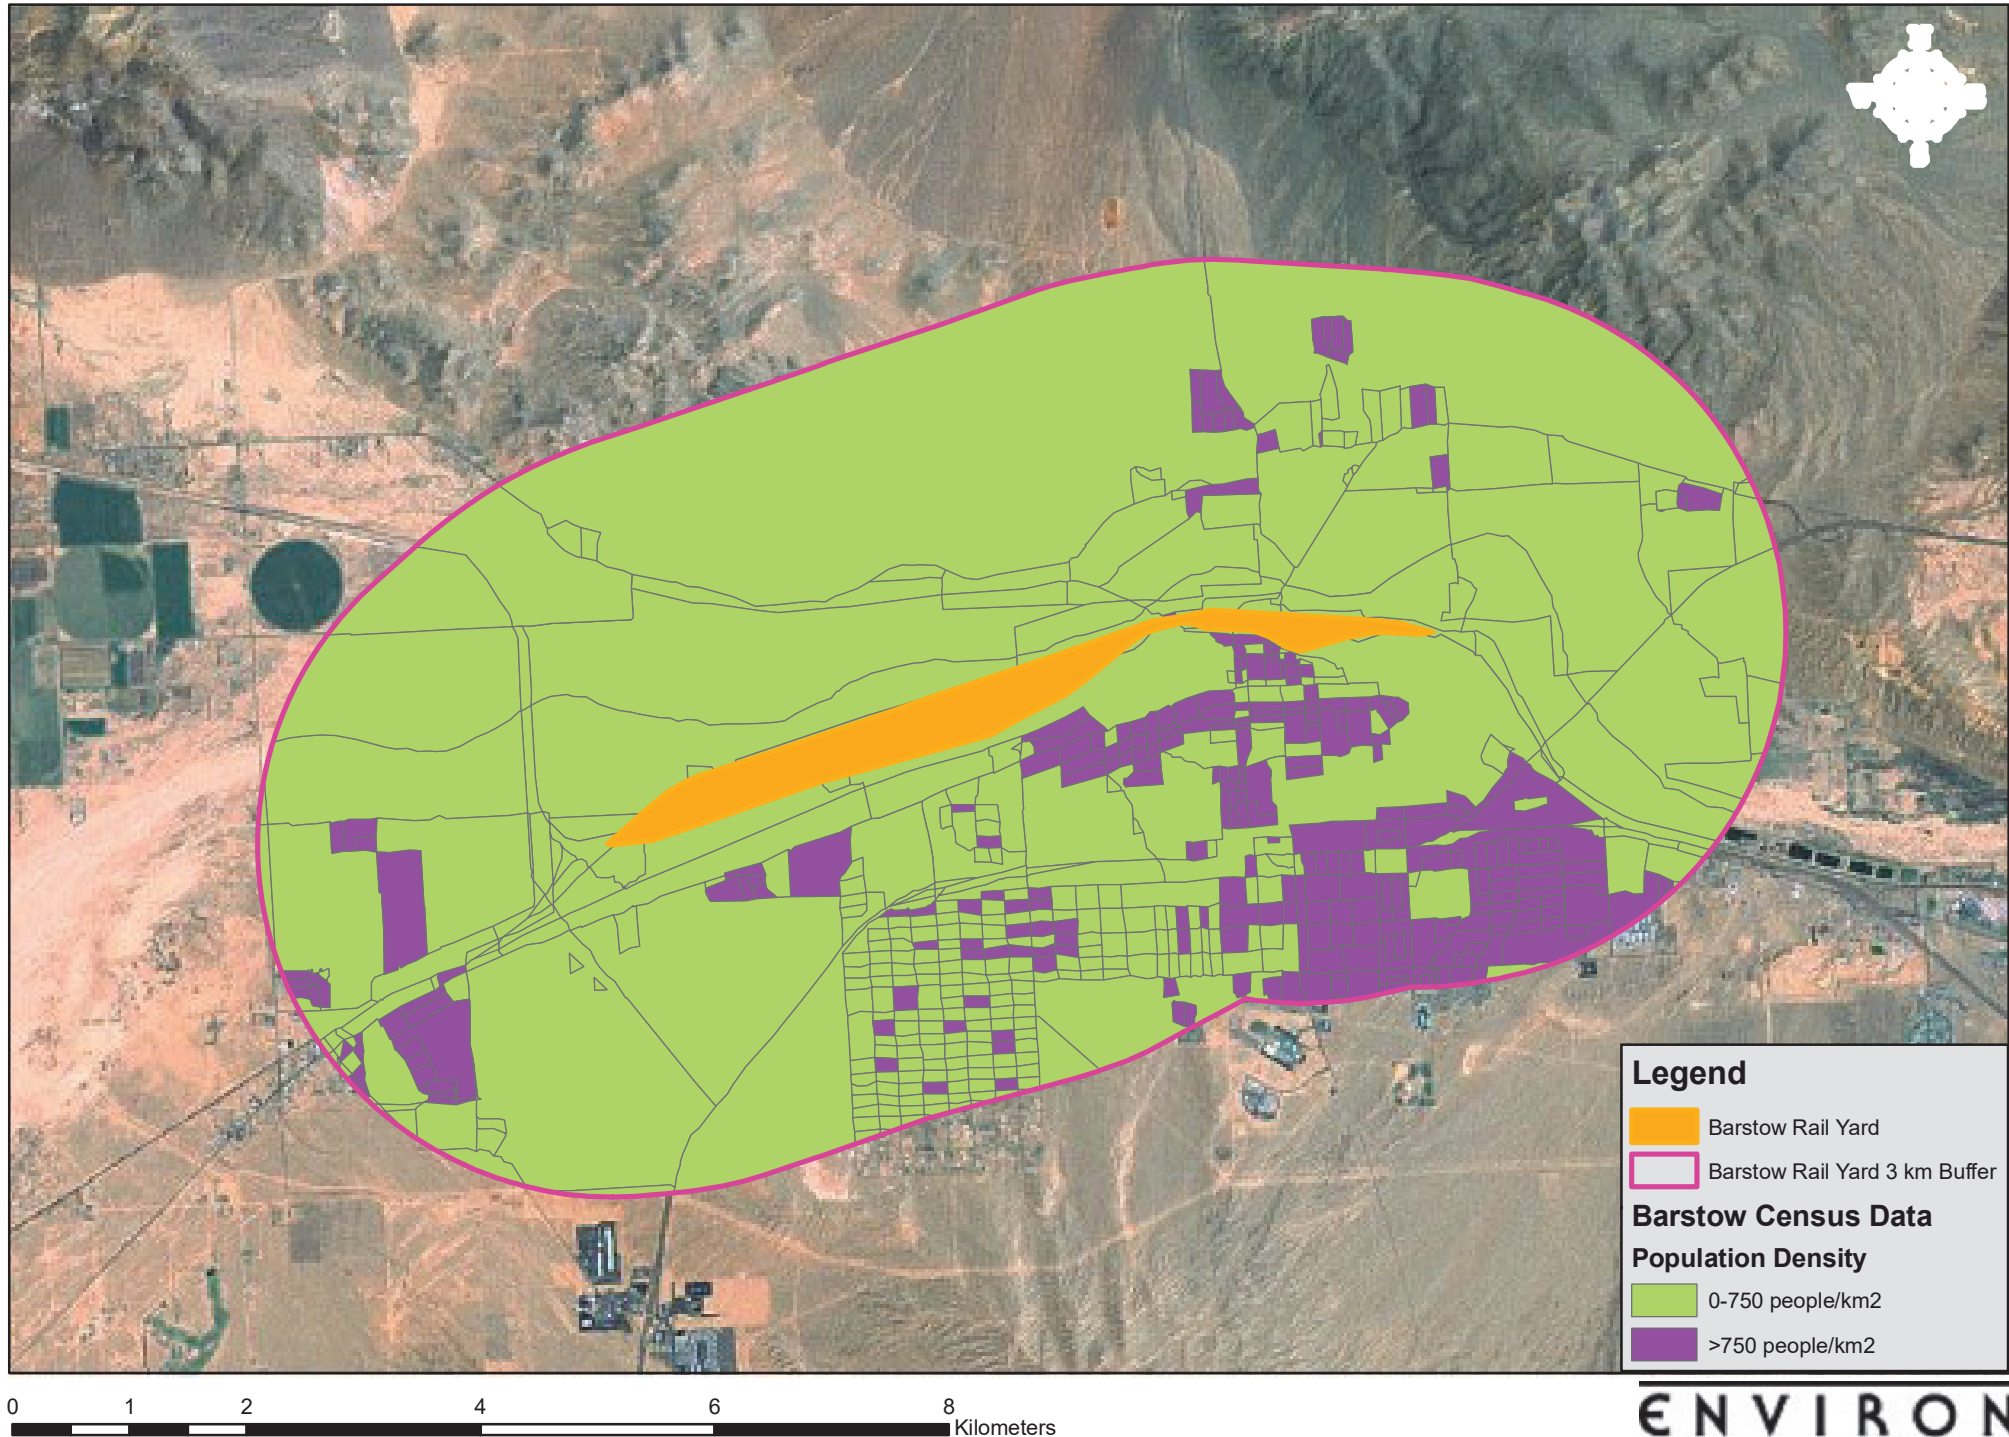 Legend
Barstow Rail Yard
Barstow Rail Yard 3 km Buffer
Barstow Census Data
Population Density
0-750 people/km2
>750 people/km2
0 1 2 4 6 8
Kilometers
ENVIRON